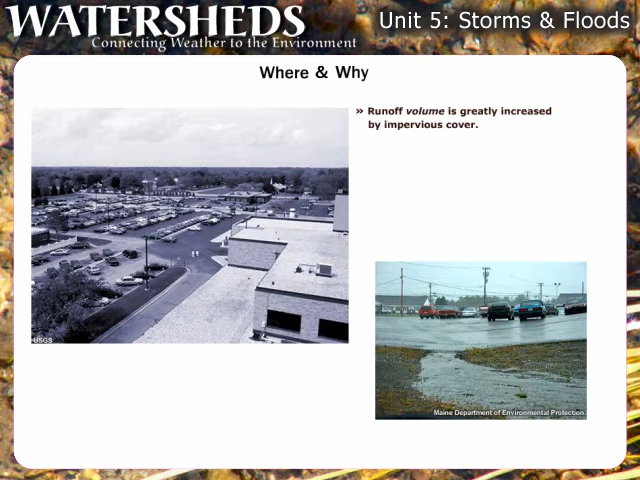 WATERSHEDS
Connecting Weather to the Environment
Unit 5: Storms & Floods
Where & Why
» Runoff volume is greatly increased
by impervious cover.
USGS
Maine Department of Environmental Protection